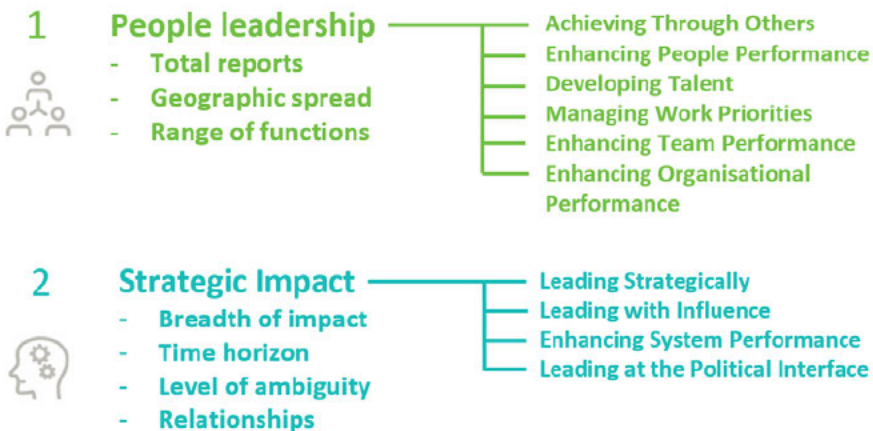 1
People leadership
- Total reports
- Geographic spread
- Range of functions
Achieving Through Others
Enhancing People Performance
Developing Talent
Managing Work Priorities
Enhancing Team Performance
Enhancing Organisational
Performance
2
Strategic Impact
- Breadth of impact
- Time horizon
- Level of ambiguity
- Relationships
Leading Strategically
Leading with Influence
Enhancing System Performance
Leading at the Political Interface